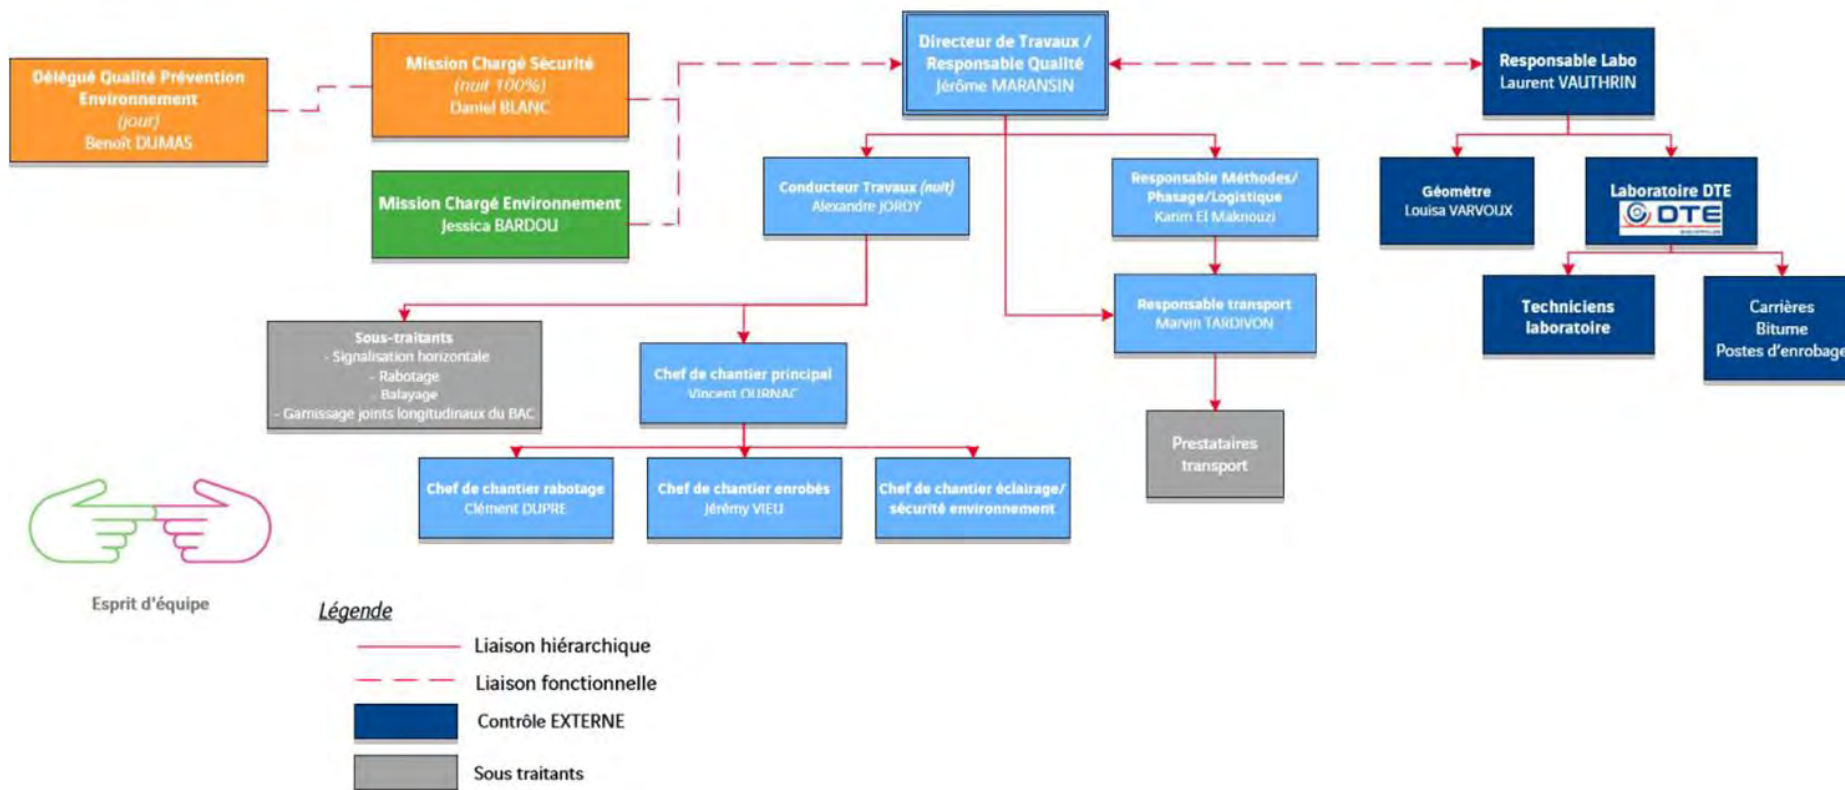 Délégué Qualité Prévention
Environnement
(jour)
Benoît DUMAS
Mission Chargé Sécurité
(nuit 100%)
Daniel BLANC
Mission Chargé Environnement
Jessica BARDOU
Directeur de Travaux /
Responsable Qualité
Jérôme MARANSIN
Responsable Labo
Laurent VAUTHRIN
Conducteur Travaux (nuit)
Alexandre JORDY
Responsable Méthodes/
Phasage/Logistique
Karim El Maknouzi
Géomètre
Louisa VARVOUX
Laboratoire DTE
DTE
Responsable transport
Marvin TARDIVON
Techniciens
laboratoire
Carrières
Bitume
Postes d'enrobage
Sous-traitants
- Signalisation horizontale
- Rabotage
- Balayage
- Garnissage joints longitudinaux du BAC
Chef de chantier principal
Vincent
Prestataires
transport
Chef de chantier rabotage
Clément DUPRE
Chef de chantier enrobés
Jérémy VIEU
Chef de chantier éclairage/
sécurité environnement
Esprit d'équipe
Légende
Liaison hiérarchique
Liaison fonctionnelle
Contrôle EXTERNE
Sous traitants